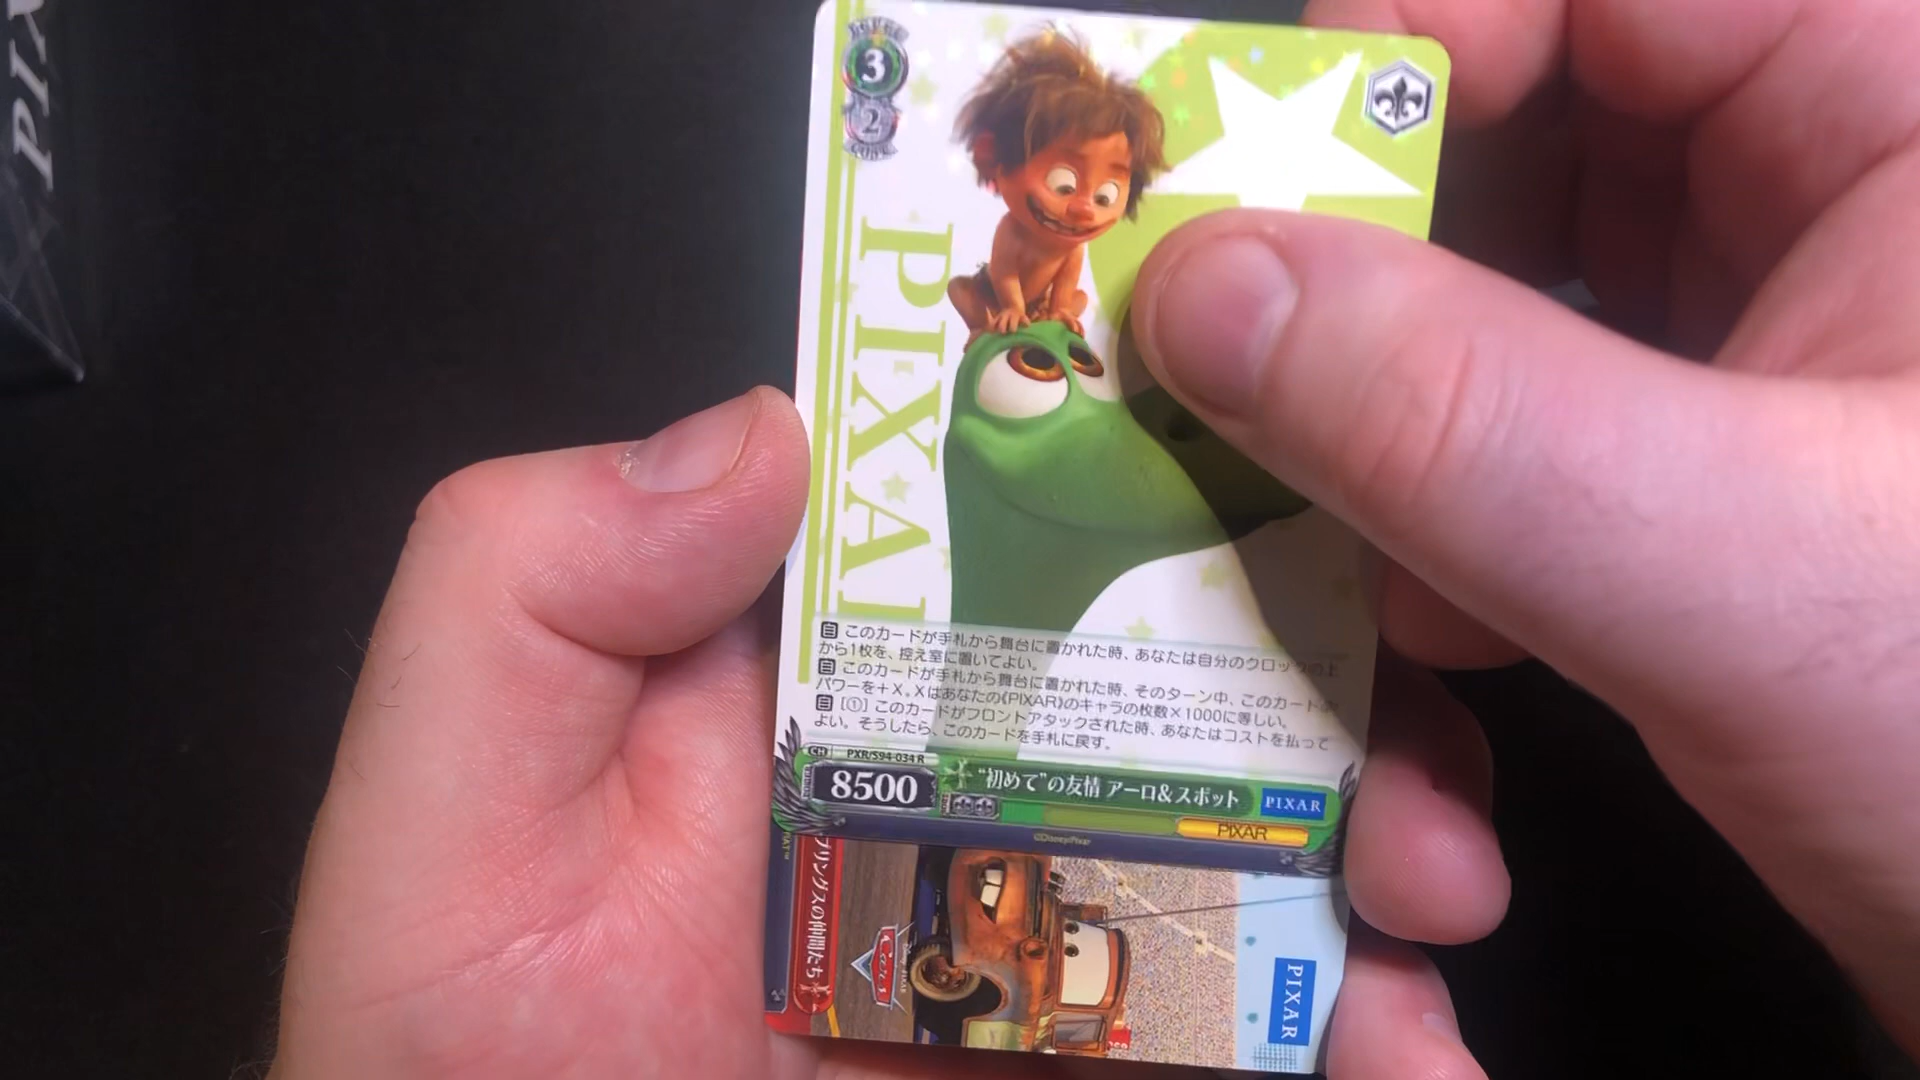 PIX
3
2
COST
PIXAR
自 このカードが手札から舞台に置かれた時、あなたは自分のクロックの上
から1枚を、控え室に置いてよい。
自 このカードが手札から舞台に置かれた時、そのターン中、このカードの
パワーを+X。Xはあなたの《PIXAR》のキャラの枚数×1000に等しい。
自 [①] このカードがフロントアタックされた時、あなたはコストを払って
よい。そうしたら、このカードを手札に戻す。
CH PXR/S94-034 R
8500
“初めて”の友情 アーロ&スポット
PIXAR
PIXAR
©Disney/Pixar
プリングスの仲間たち
Cars
PIXAR